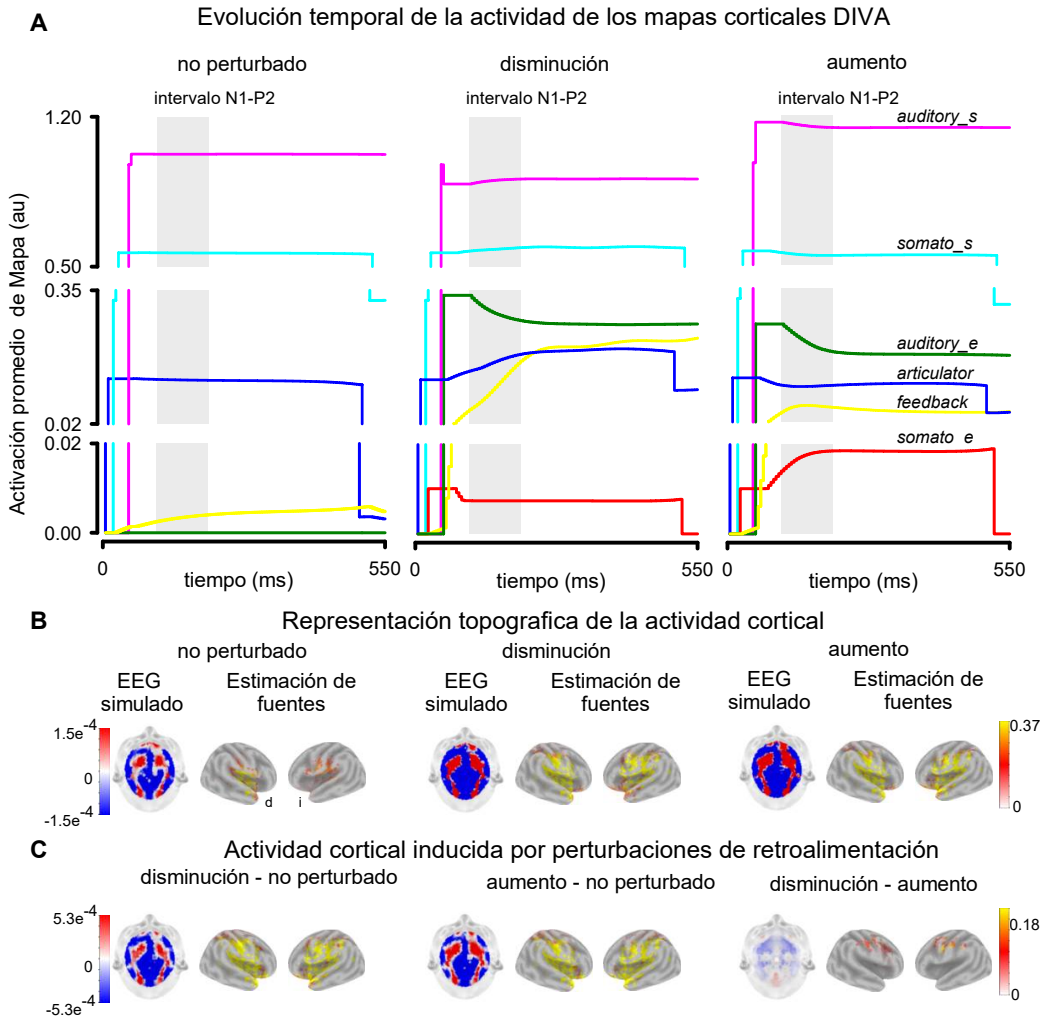 A
Evolución temporal de la actividad de los mapas corticales DIVA
no perturbado
disminución
aumento
intervalo N1-P2
intervalo N1-P2
intervalo N1-P2
Activación promedio de Mapa (au)
1.20
0.50
0.35
0.02
0.02
0.00
auditory_s
somato_s
auditory_e
articulator
feedback
somato e
0
550
0
550
0
550
tiempo (ms)
tiempo (ms)
tiempo (ms)
B
Representación topografica de la actividad cortical
no perturbado
disminución
aumento
EEG simulado
Estimación de fuentes
EEG simulado
Estimación de fuentes
EEG simulado
Estimación de fuentes
1.5e-4
0
-1.5e-4
d
i
0.37
0
C
Actividad cortical inducida por perturbaciones de retroalimentación
disminución - no perturbado
aumento - no perturbado
disminución - aumento
5.3e-4
0
-5.3e-4
0.18
0